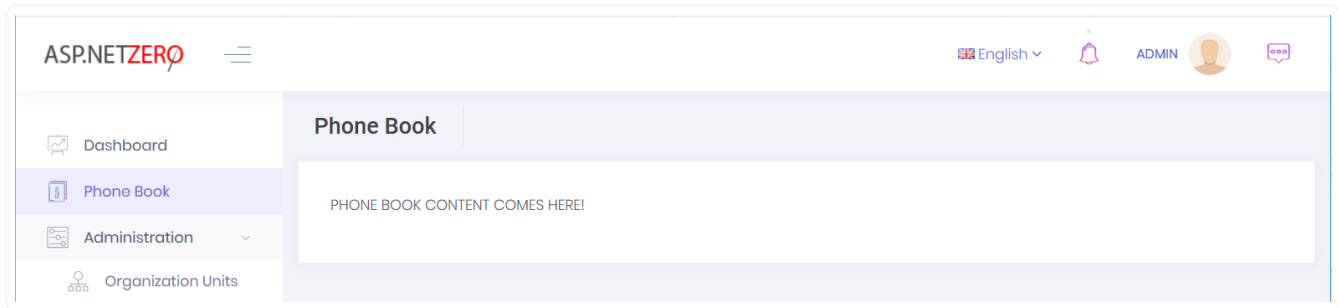 ASP.NETZERO
English
ADMIN
Phone Book
Dashboard
Phone Book
PHONE BOOK CONTENT COMES HERE!
Administration
Organization Units